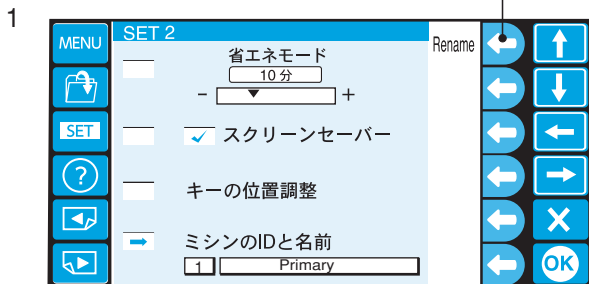 1
MENU
SET 2
Rename
省エネモード
10 分
- +
SET
スクリーンセーバー
?
キーの位置調整
ミシンのIDと名前
1 Primary
OK